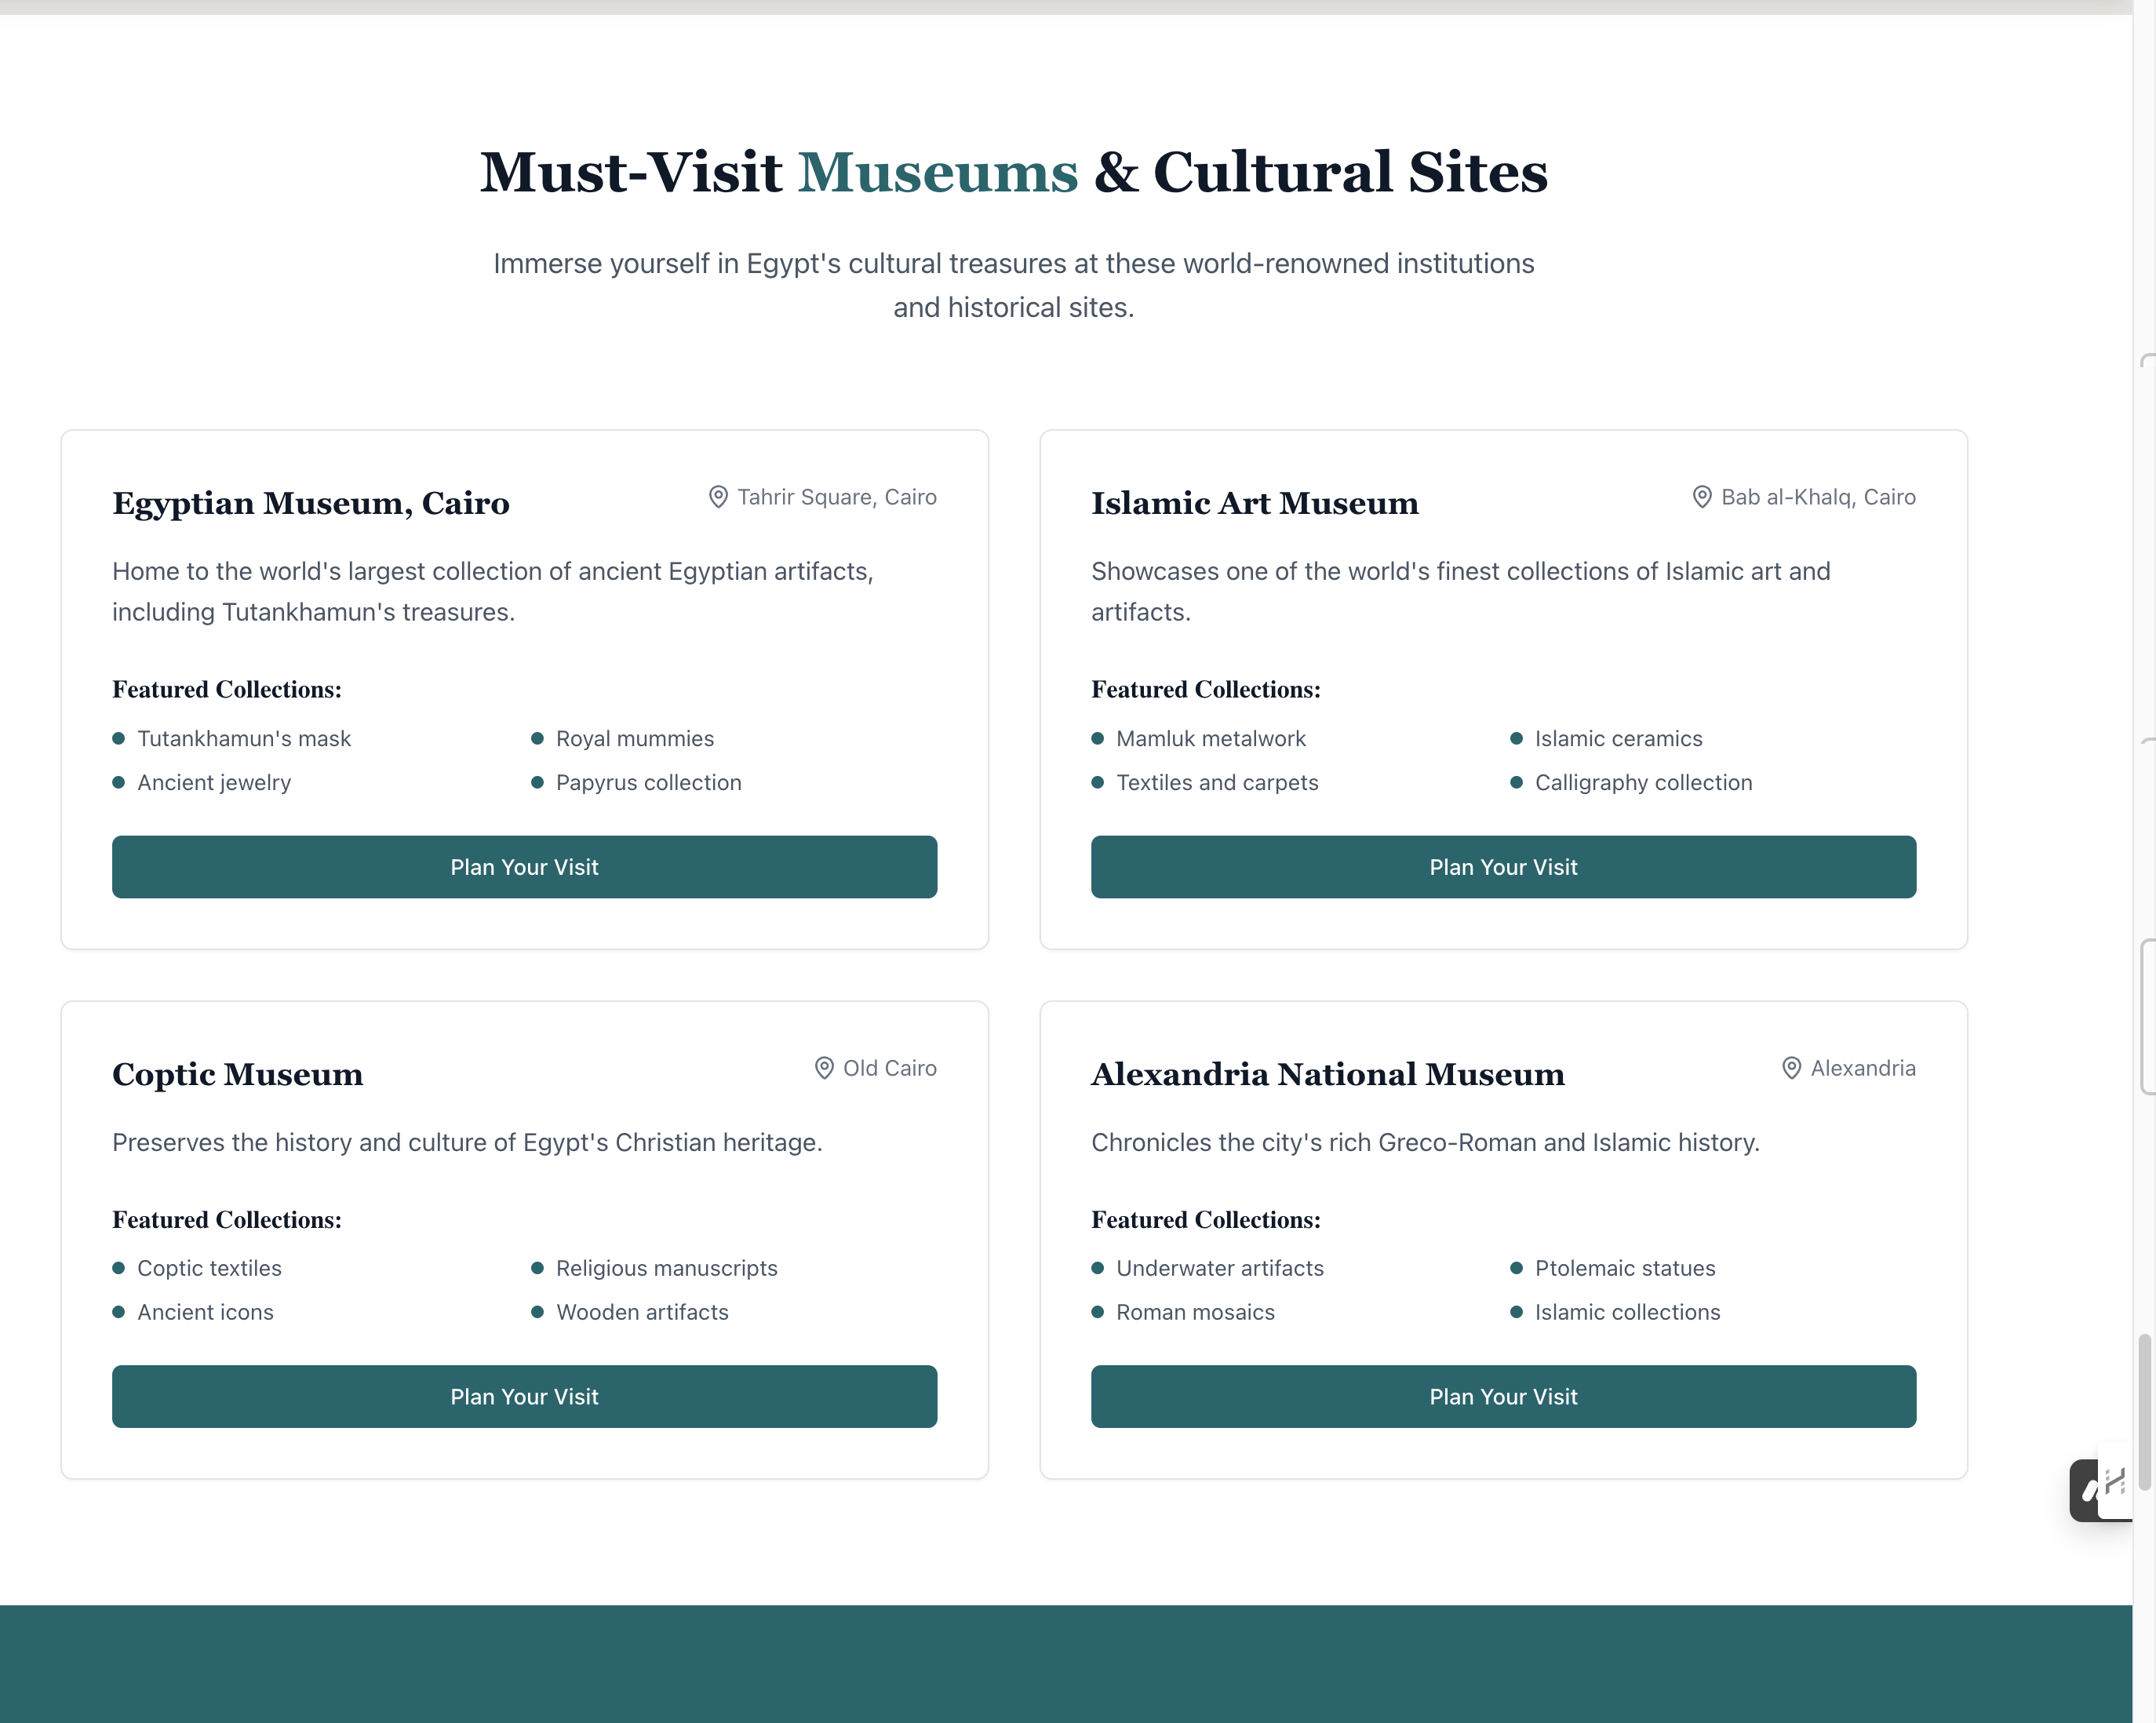 Must-Visit Museums & Cultural Sites
Immerse yourself in Egypt's cultural treasures at these world-renowned institutions
and historical sites.
Egyptian Museum, Cairo
Tahrir Square, Cairo
Home to the world's largest collection of ancient Egyptian artifacts,
including Tutankhamun's treasures.
Featured Collections:
Tutankhamun's mask
Royal mummies
Ancient jewelry
Papyrus collection
Plan Your Visit
Islamic Art Museum
Bab al-Khalq, Cairo
Showcases one of the world's finest collections of Islamic art and
artifacts.
Featured Collections:
Mamluk metalwork
Islamic ceramics
Textiles and carpets
Calligraphy collection
Plan Your Visit
Coptic Museum
Old Cairo
Preserves the history and culture of Egypt's Christian heritage.
Featured Collections:
Coptic textiles
Religious manuscripts
Ancient icons
Wooden artifacts
Plan Your Visit
Alexandria National Museum
Alexandria
Chronicles the city's rich Greco-Roman and Islamic history.
Featured Collections:
Underwater artifacts
Ptolemaic statues
Roman mosaics
Islamic collections
Plan Your Visit